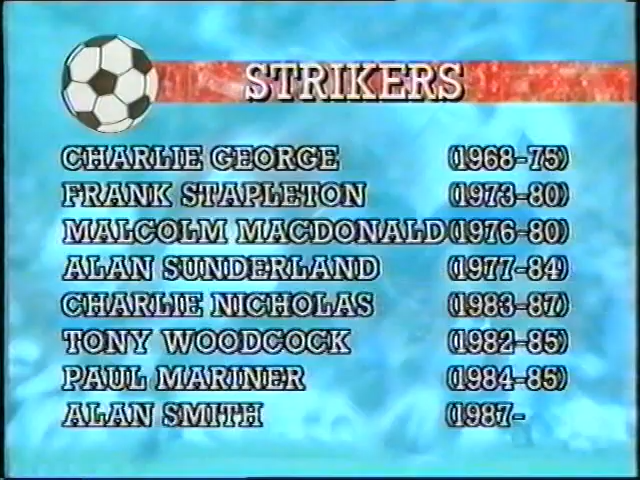 STRIKERS
CHARLIE GEORGE (1968-75)
FRANK STAPLETON (1973-80)
MALCOLM MACDONALD (1976-80)
ALAN SUNDERLAND (1977-84)
CHARLIE NICHOLAS (1983-87)
TONY WOODCOCK (1982-85)
PAUL MARINER (1984-85)
ALAN SMITH (1987-